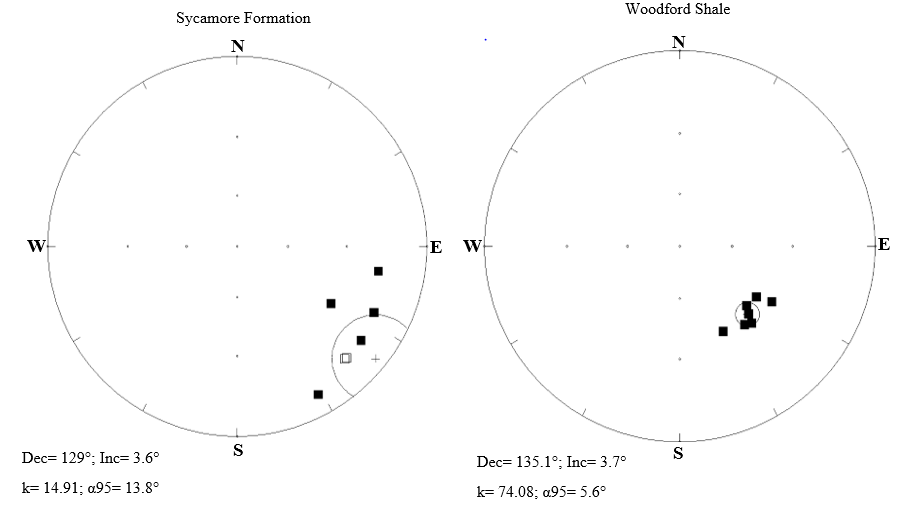 Sycamore Formation
N
W
E
S
Dec= 129°; Inc= 3.6°
k= 14.91; α95= 13.8°
Woodford Shale
N
W
E
S
Dec= 135.1°; Inc= 3.7°
k= 74.08; α95= 5.6°